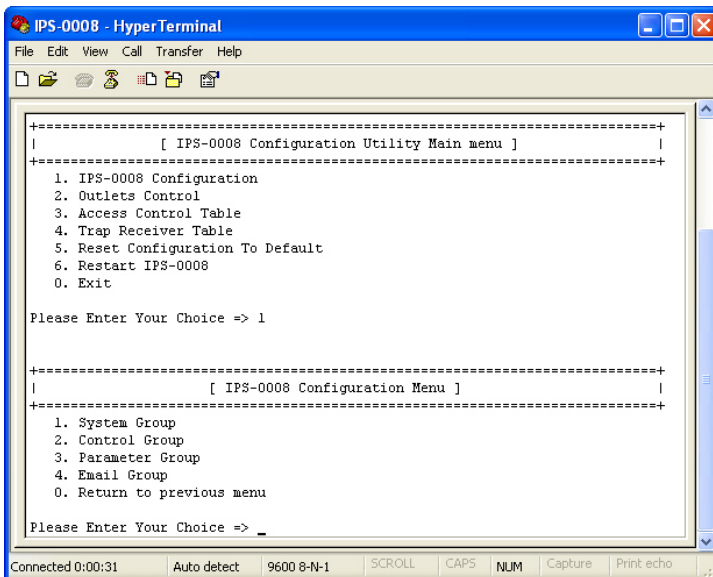 IPS-0008 - HyperTerminal
File Edit View Call Transfer Help
+=============================================================================+
| [ IPS-0008 Configuration Utility Main menu ] |
+=============================================================================+
1. IPS-0008 Configuration
2. Outlets Control
3. Access Control Table
4. Trap Receiver Table
5. Reset Configuration To Default
6. Restart IPS-0008
0. Exit
Please Enter Your Choice => 1
+=============================================================================+
| [ IPS-0008 Configuration Menu ] |
+=============================================================================+
1. System Group
2. Control Group
3. Parameter Group
4. Email Group
0. Return to previous menu
Please Enter Your Choice => _
Connected 0:00:31 Auto detect 9600 8-N-1 SCROLL CAPS NUM Capture Print echo